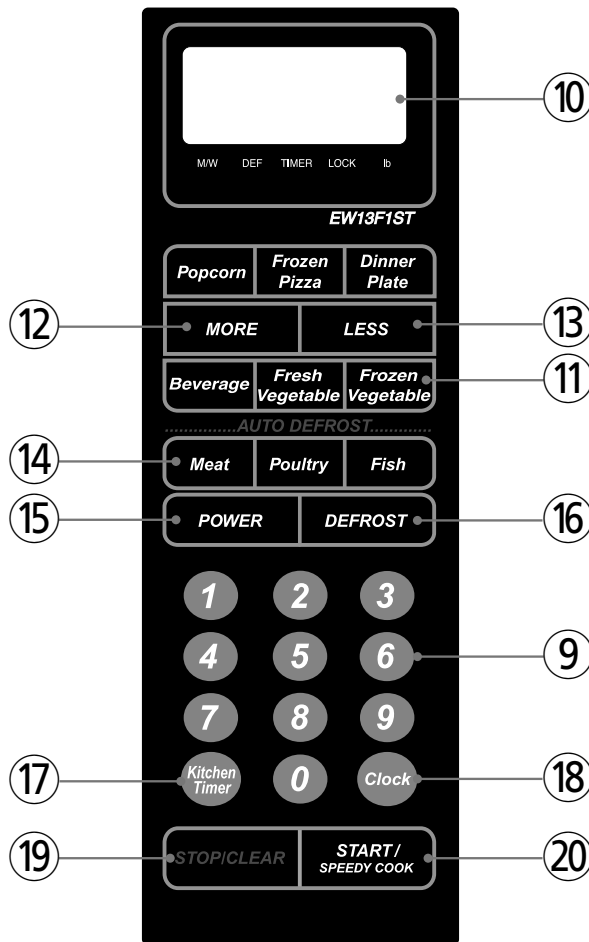 10
M/W DEF TIMER LOCK lb
EW13F1ST
Popcorn Frozen Pizza Dinner Plate
12 MORE LESS 13
Beverage Fresh Vegetable Frozen Vegetable 11
...............AUTO DEFROST.............
14 Meat Poultry Fish
15 POWER DEFROST 16
1 2 3
4 5 6 9
7 8 9
17 Kitchen Timer 0 Clock 18
19 STOP/CLEAR START / SPEEDY COOK 20